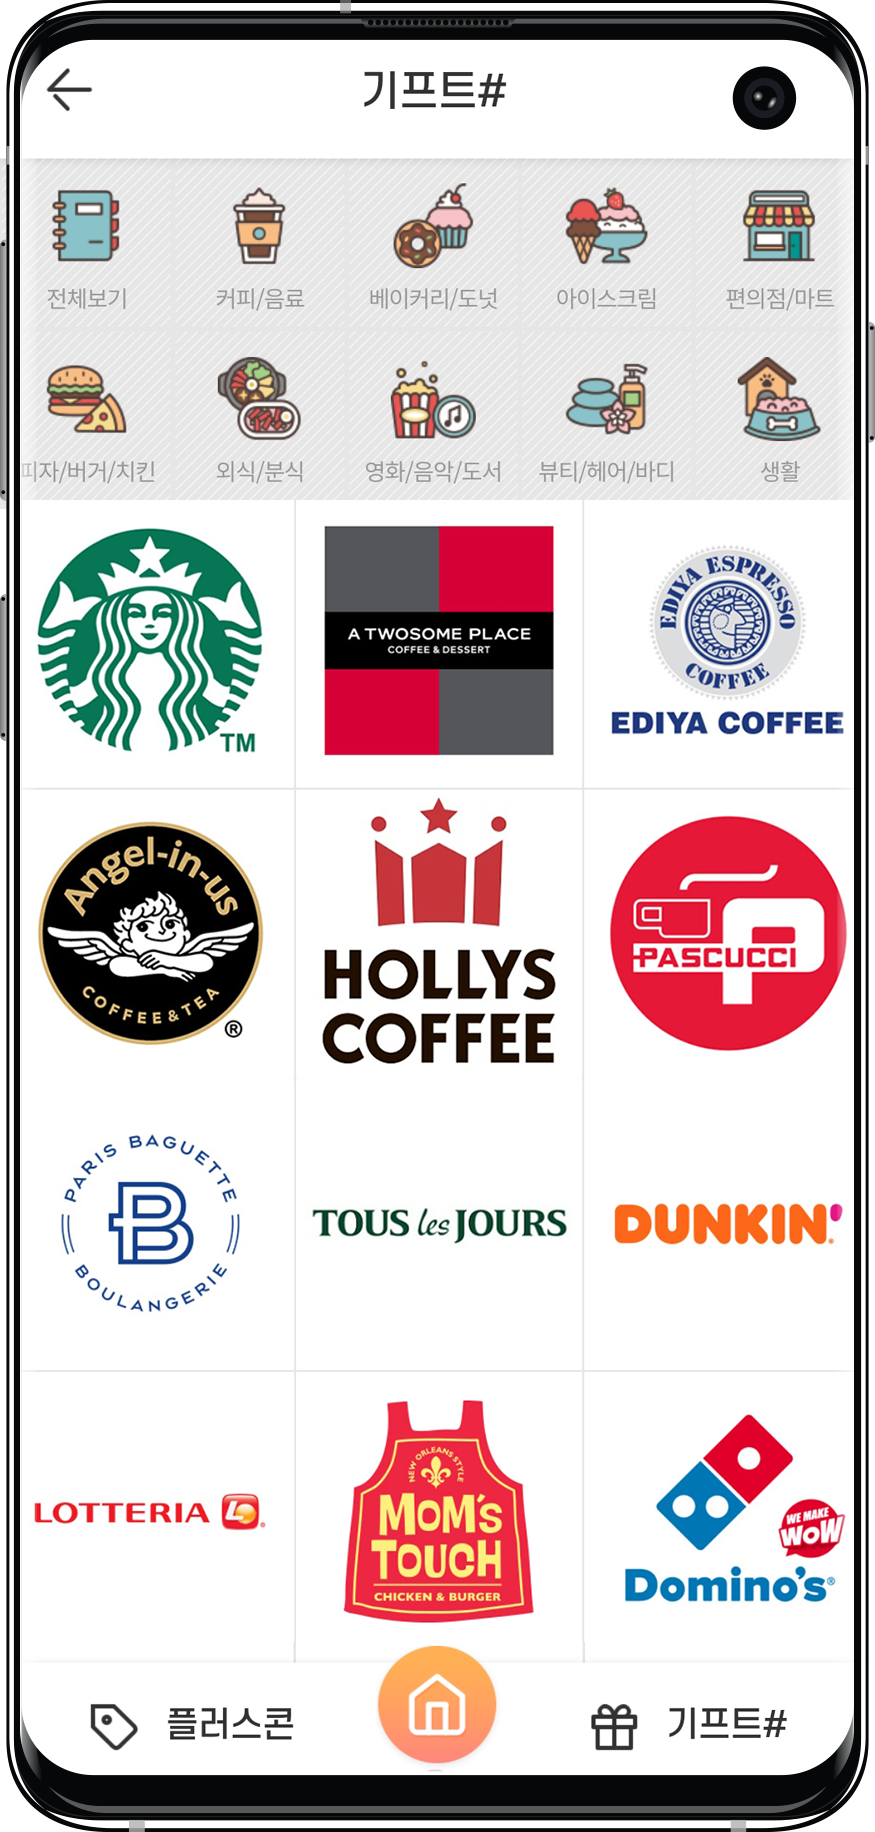 기프트#
전체보기
커피/음료
베이커리/도넛
아이스크림
편의점/마트
피자/버거/치킨
외식/분식
영화/음악/도서
뷰티/헤어/바디
생활
TM
A TWOSOME PLACE
COFFEE & DESSERT
EDIYA ESPRESSO
COFFEE
EDIYA COFFEE
Angel-in-us
COFFEE & TEA
®
HOLLYS
COFFEE
PASCUCCI
PARIS BAGUETTE
B
BOULANGERIE
TOUS les JOURS
DUNKIN'
LOTTERIA
NEW ORLEANS STYLE
MOM'S
TOUCH
CHICKEN & BURGER
WE MAKE
WOW
Domino's®
플러스콘
기프트#